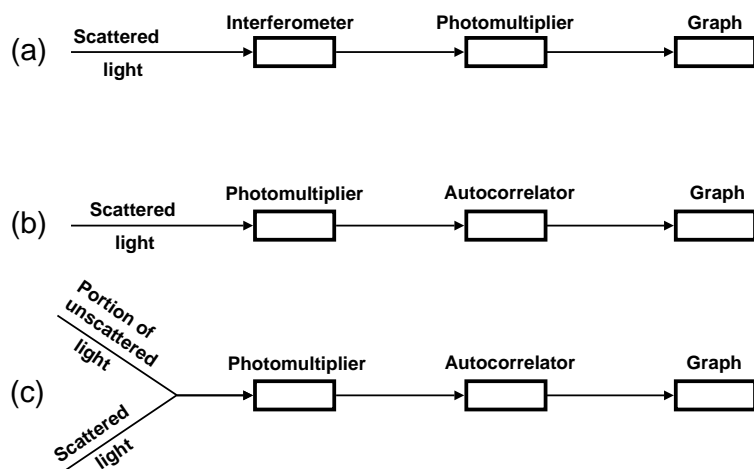 Interferometer Photomultiplier Graph
(a) Scattered
light
Photomultiplier Autocorrelator Graph
(b) Scattered
light
Portion of
unscattered
light
Photomultiplier Autocorrelator Graph
(c)
Scattered
light